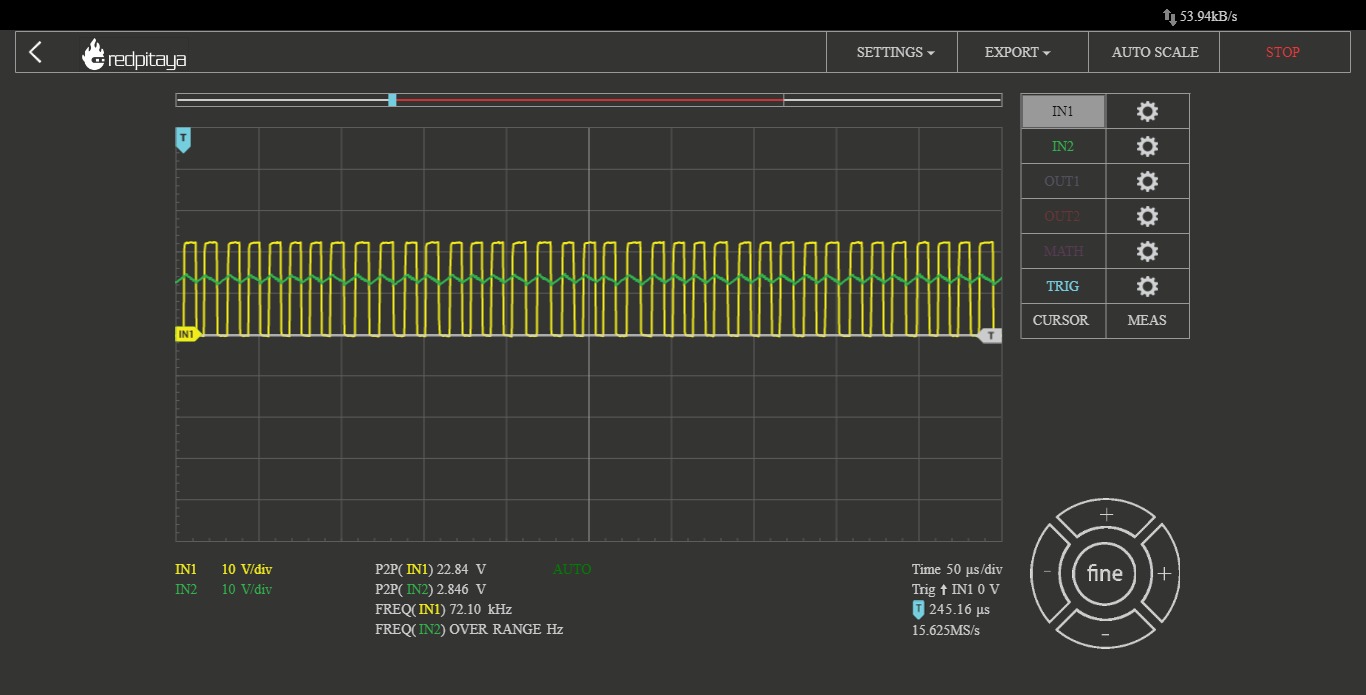 53.94kB/s
redpitaya SETTINGS EXPORT AUTO SCALE STOP
T
IN1
IN2
OUT1
OUT2
MATH
TRIG
CURSOR MEAS
IN1 T
+
- fine +
-
IN1 10 V/div P2P( IN1) 22.84 V AUTO Time 50 µs/div
IN2 10 V/div P2P( IN2) 2.846 V Trig ↑ IN1 0 V
FREQ( IN1) 72.10 kHz T 245.16 µs
FREQ( IN2) OVER RANGE Hz 15.625MS/s